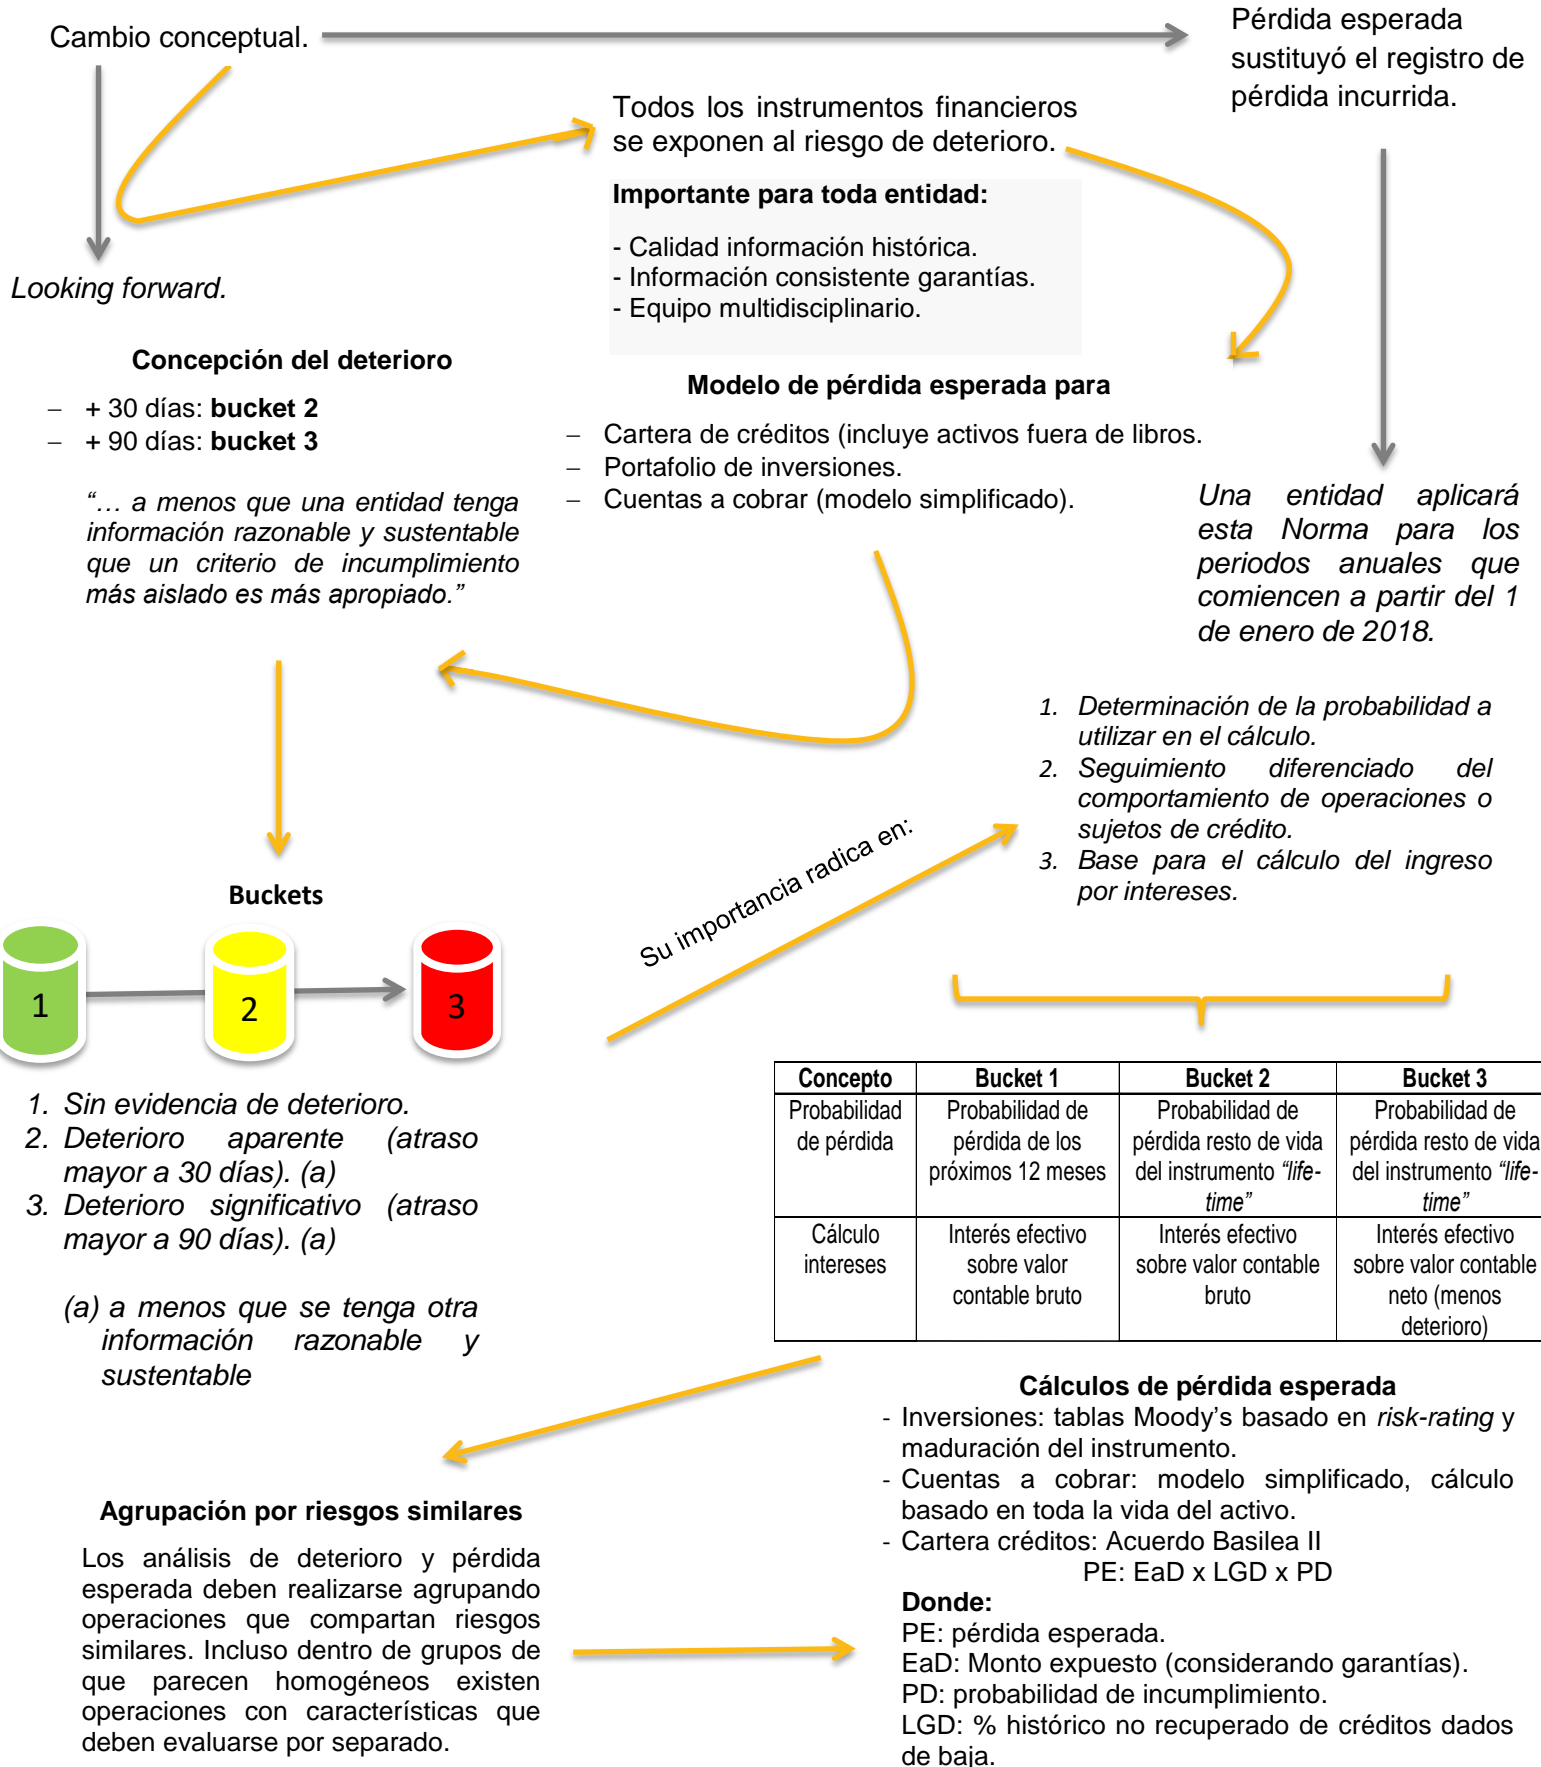 Cambio conceptual.
Pérdida esperada
sustituyó el registro de
pérdida incurrida.
Todos los instrumentos financieros
se exponen al riesgo de deterioro.
Importante para toda entidad:
- Calidad información histórica.
- Información consistente garantías.
- Equipo multidisciplinario.
Looking forward.
Concepción del deterioro
– + 30 días: bucket 2
– + 90 días: bucket 3
“… a menos que una entidad tenga
información razonable y sustentable
que un criterio de incumplimiento
más aislado es más apropiado.”
Modelo de pérdida esperada para
– Cartera de créditos (incluye activos fuera de libros.
– Portafolio de inversiones.
– Cuentas a cobrar (modelo simplificado).
Una entidad aplicará
esta Norma para los
periodos anuales que
comiencen a partir del 1
de enero de 2018.
1. Determinación de la probabilidad a
utilizar en el cálculo.
2. Seguimiento diferenciado del
comportamiento de operaciones o
sujetos de crédito.
3. Base para el cálculo del ingreso
por intereses.
Su importancia radica en:
Buckets
1 2 3
1. Sin evidencia de deterioro.
2. Deterioro aparente (atraso
mayor a 30 días). (a)
3. Deterioro significativo (atraso
mayor a 90 días). (a)
(a) a menos que se tenga otra
información razonable y
sustentable
Concepto Bucket 1 Bucket 2 Bucket 3
Probabilidad Probabilidad de Probabilidad de Probabilidad de
de pérdida pérdida de los pérdida resto de vida pérdida resto de vida
próximos 12 meses del instrumento “life- del instrumento “life-
time” time”
Cálculo Interés efectivo Interés efectivo Interés efectivo
intereses sobre valor sobre valor contable sobre valor contable
contable bruto bruto neto (menos
deterioro)
Cálculos de pérdida esperada
- Inversiones: tablas Moody’s basado en risk-rating y
maduración del instrumento.
- Cuentas a cobrar: modelo simplificado, cálculo
basado en toda la vida del activo.
- Cartera créditos: Acuerdo Basilea II
PE: EaD x LGD x PD
Donde:
PE: pérdida esperada.
EaD: Monto expuesto (considerando garantías).
PD: probabilidad de incumplimiento.
LGD: % histórico no recuperado de créditos dados
de baja.
Agrupación por riesgos similares
Los análisis de deterioro y pérdida
esperada deben realizarse agrupando
operaciones que compartan riesgos
similares. Incluso dentro de grupos de
que parecen homogéneos existen
operaciones con características que
deben evaluarse por separado.